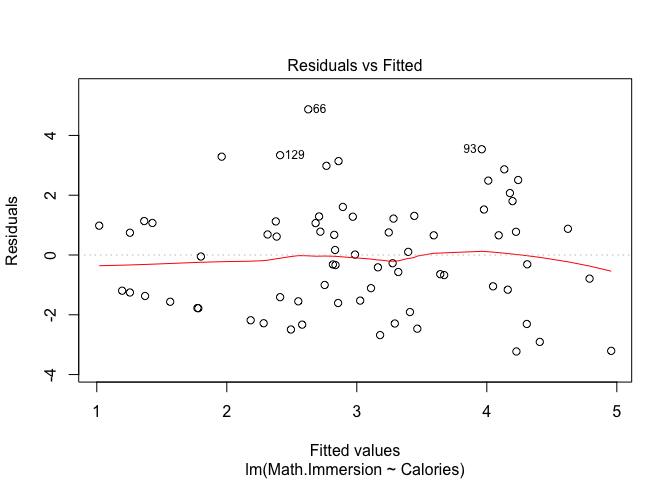 Residuals vs Fitted
66
129
93
Residuals
4
2
0
-2
-4
1 2 3 4 5
Fitted values
lm(Math.Immersion ~ Calories)